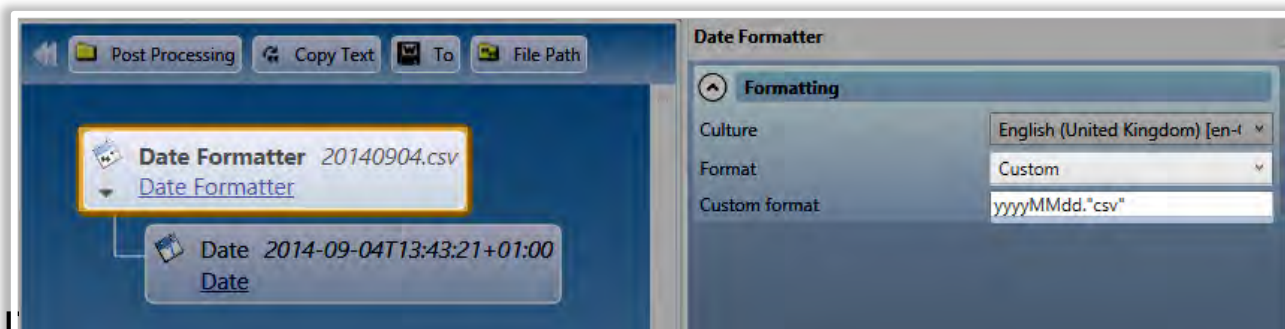 Post Processing Copy Text To File Path
Date Formatter 20140904.csv
Date Formatter
Date 2014-09-04T13:43:21+01:00
Date
Date Formatter
Formatting
Culture English (United Kingdom) [en-
Format Custom
Custom format yyyyMMdd."csv"